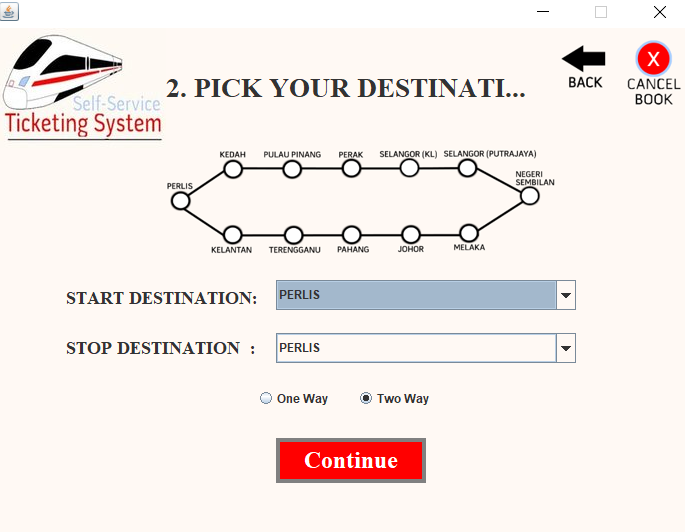 Self-Service
Ticketing System
2. PICK YOUR DESTINATI...
BACK
X
CANCEL
BOOK
KEDAH
PULAU PINANG
PERAK
SELANGOR (KL)
SELANGOR (PUTRAJAYA)
PERLIS
NEGERI
SEMBILAN
KELANTAN
TERENGGANU
PAHANG
JOHOR
MELAKA
START DESTINATION:
PERLIS
STOP DESTINATION :
PERLIS
One Way
Two Way
Continue